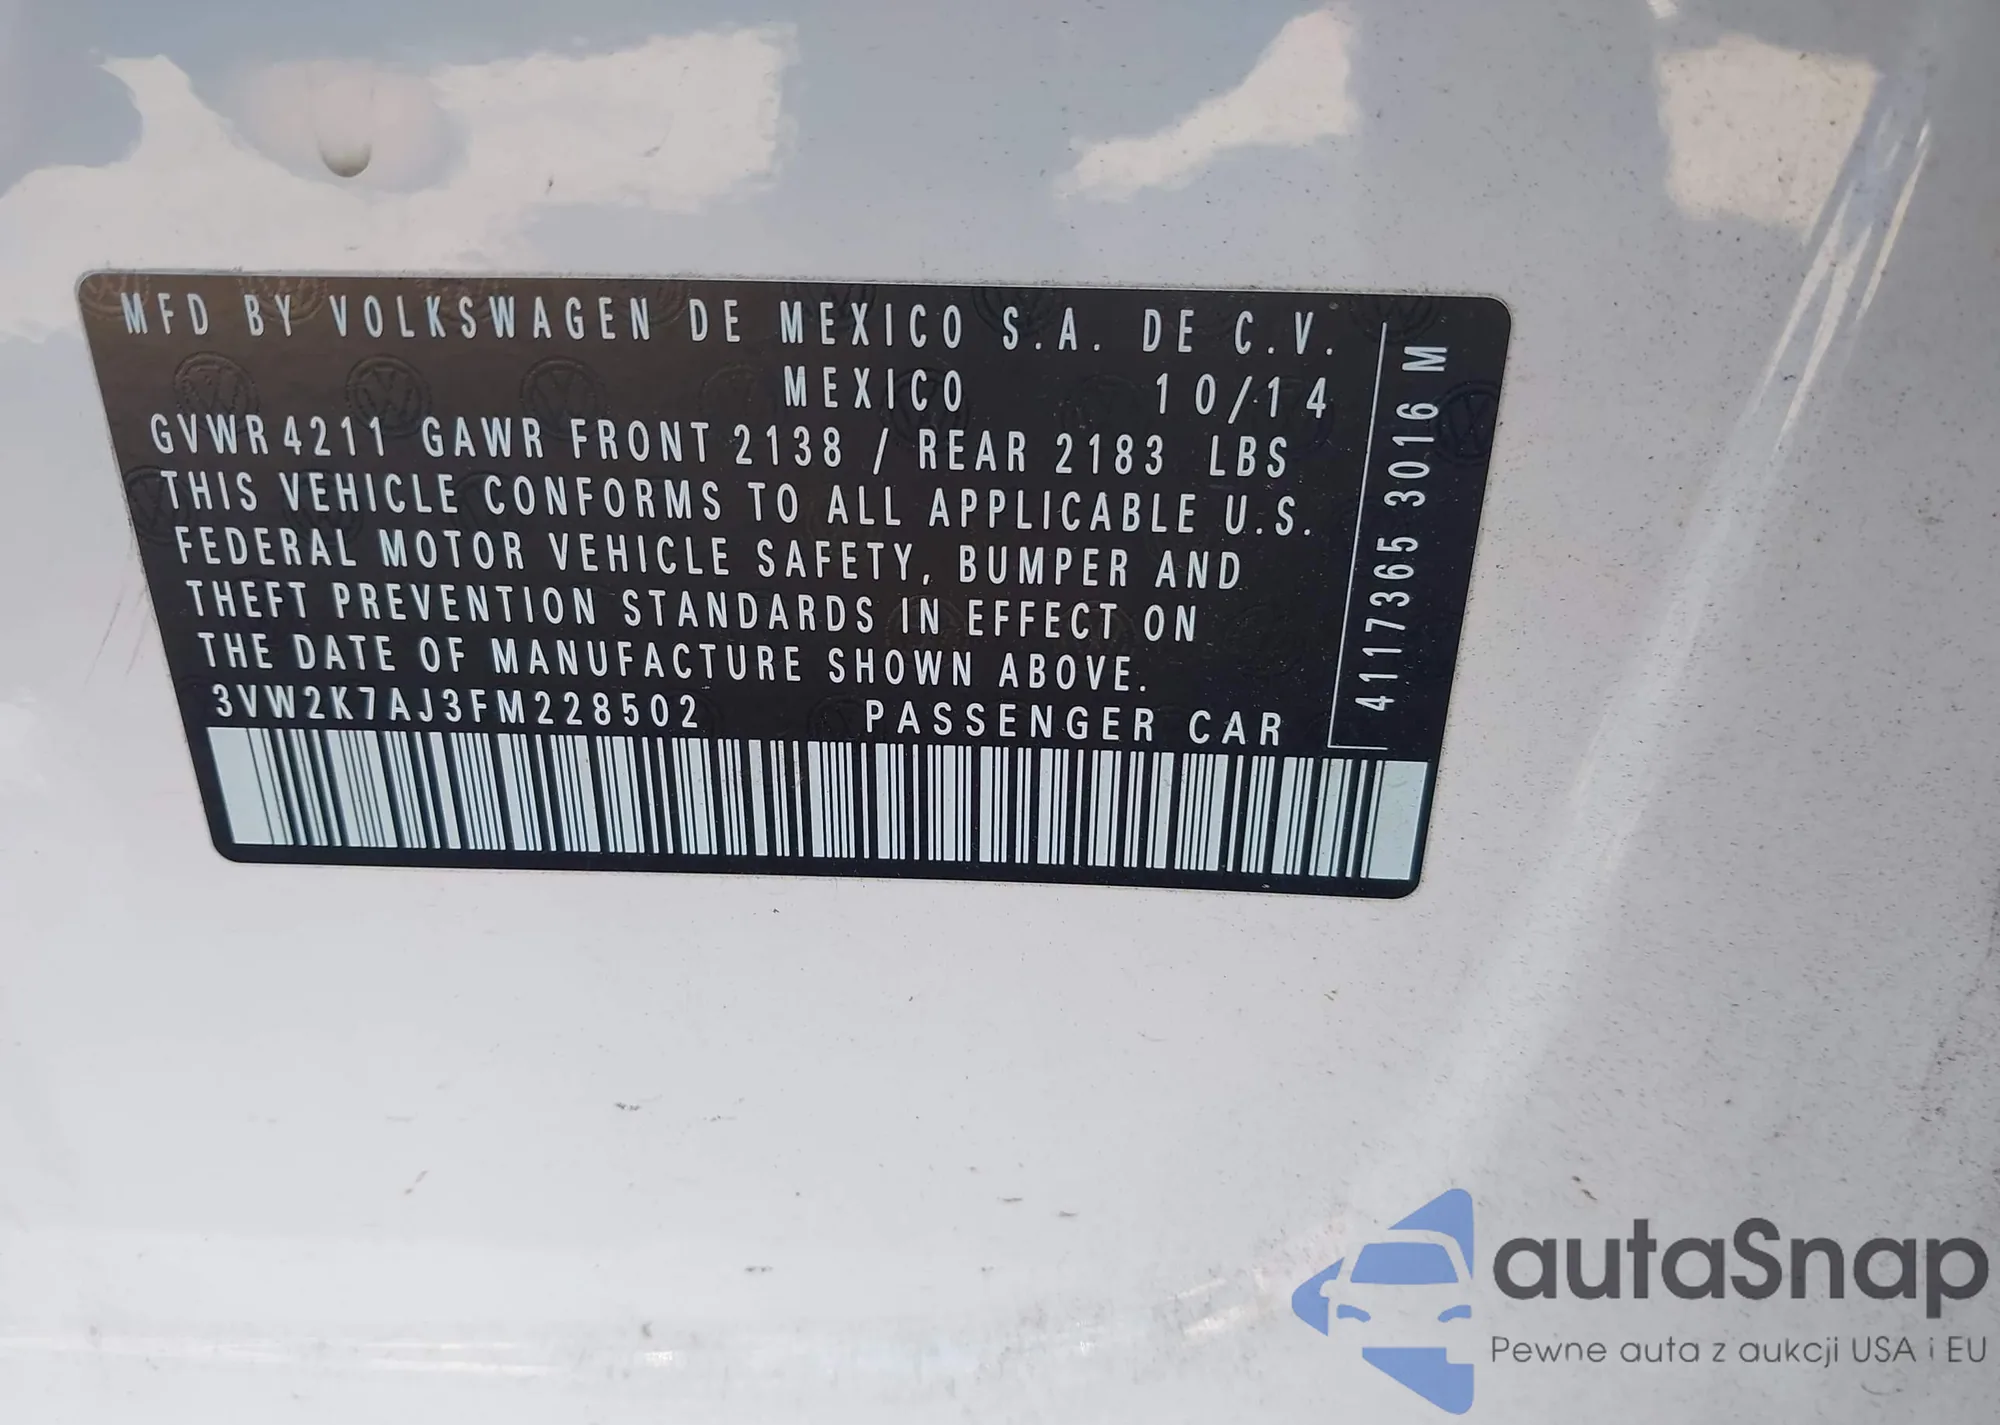 MFD BY VOLKSWAGEN DE MEXICO S.A. DE C.V.
MEXICO 10/14
GVWR 4211 GAWR FRONT 2138 / REAR 2183 LBS
THIS VEHICLE CONFORMS TO ALL APPLICABLE U.S.
FEDERAL MOTOR VEHICLE SAFETY, BUMPER AND
THEFT PREVENTION STANDARDS IN EFFECT ON
THE DATE OF MANUFACTURE SHOWN ABOVE.
3VW2K7AJ3FM228502 PASSENGER CAR
4117365 3016 M
autaSnap
Pewne auta z aukcji USA i EU